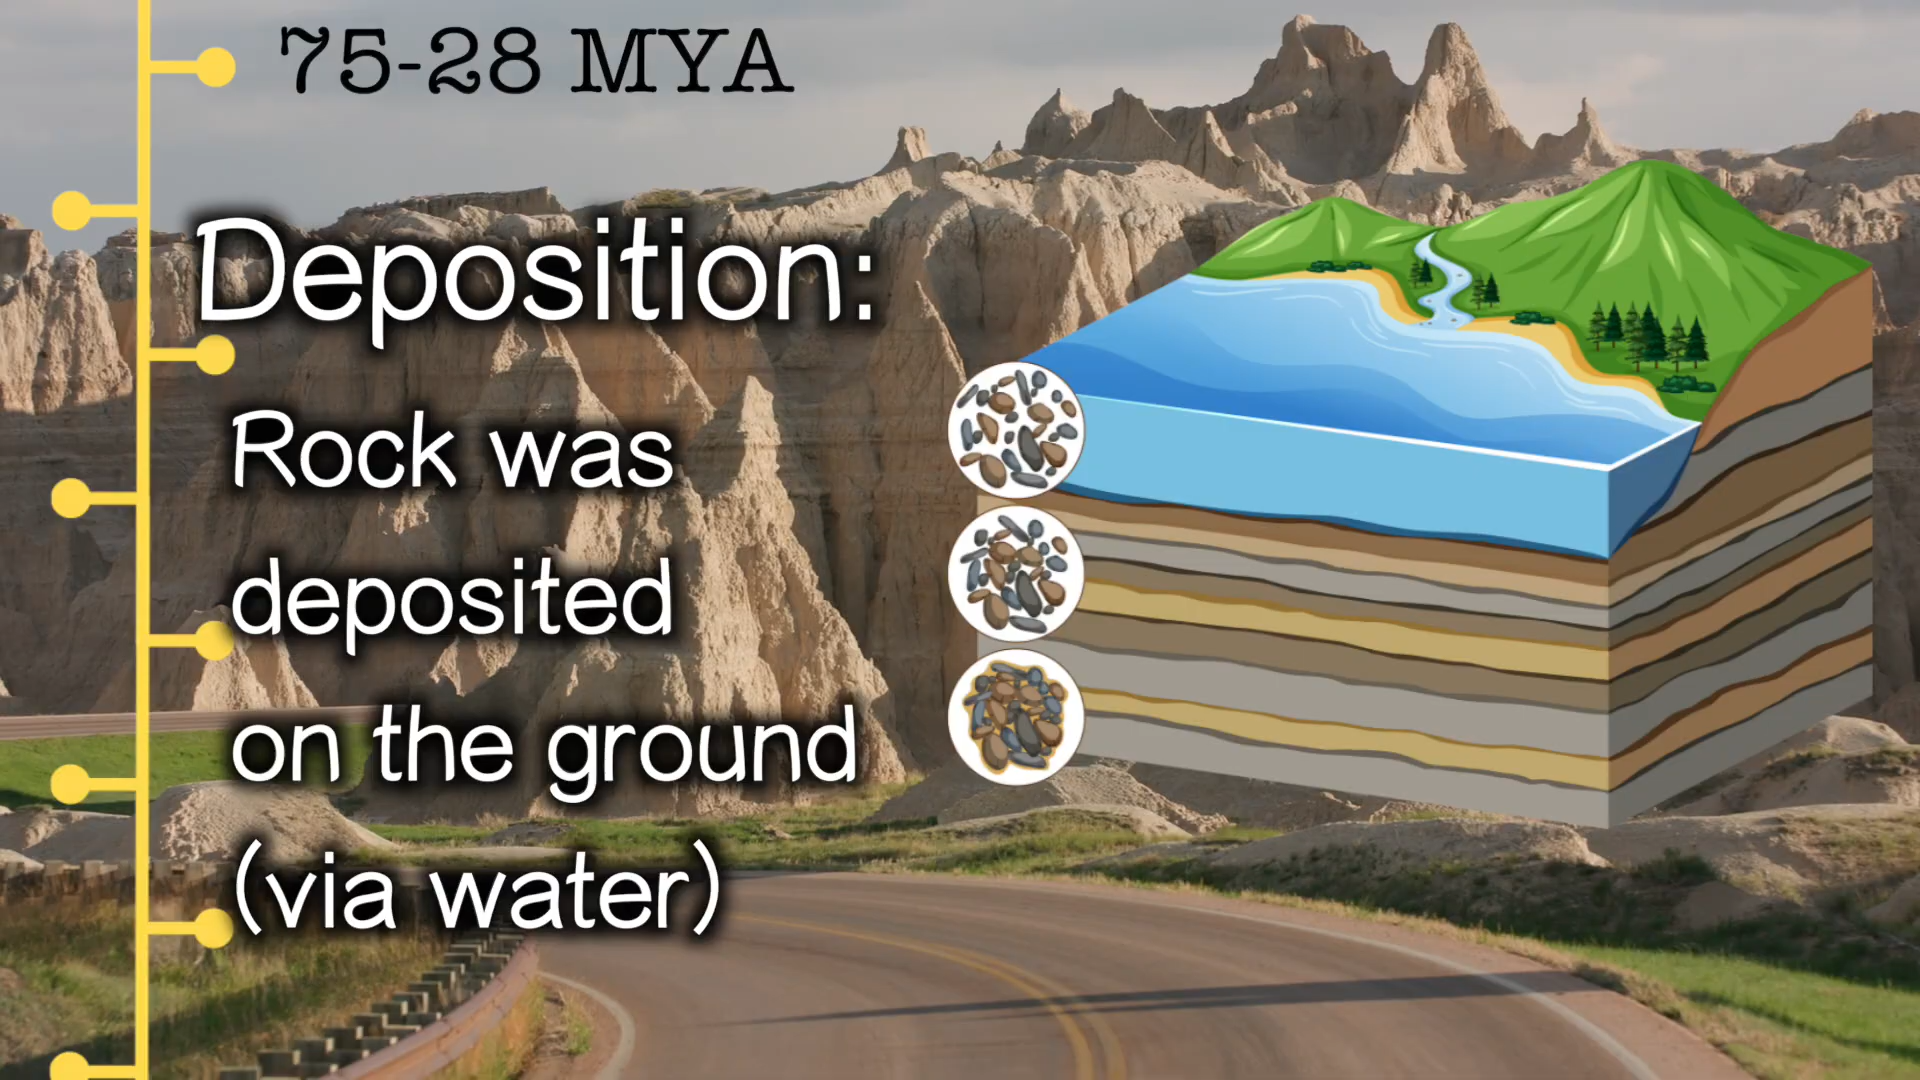 75-28 MYA
Deposition:
Rock was
deposited
on the ground
(via water)